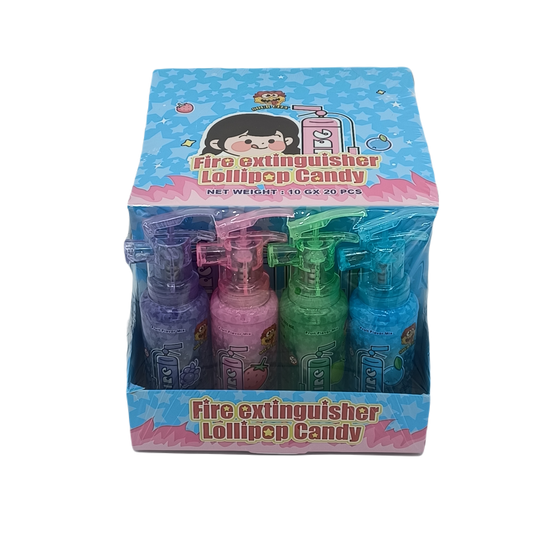 Fire extinguisher
Lollipop Candy
NET WEIGHT : 10 GX 20 PCS
Fire extinguisher
Lollipop Candy